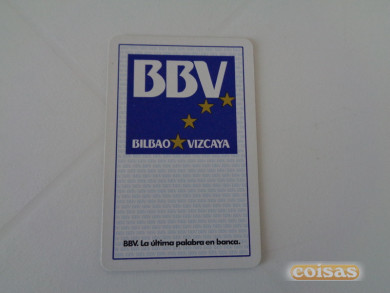 BBV
BILBAO VIZCAYA
BBV. La última palabra en banca.
coisas